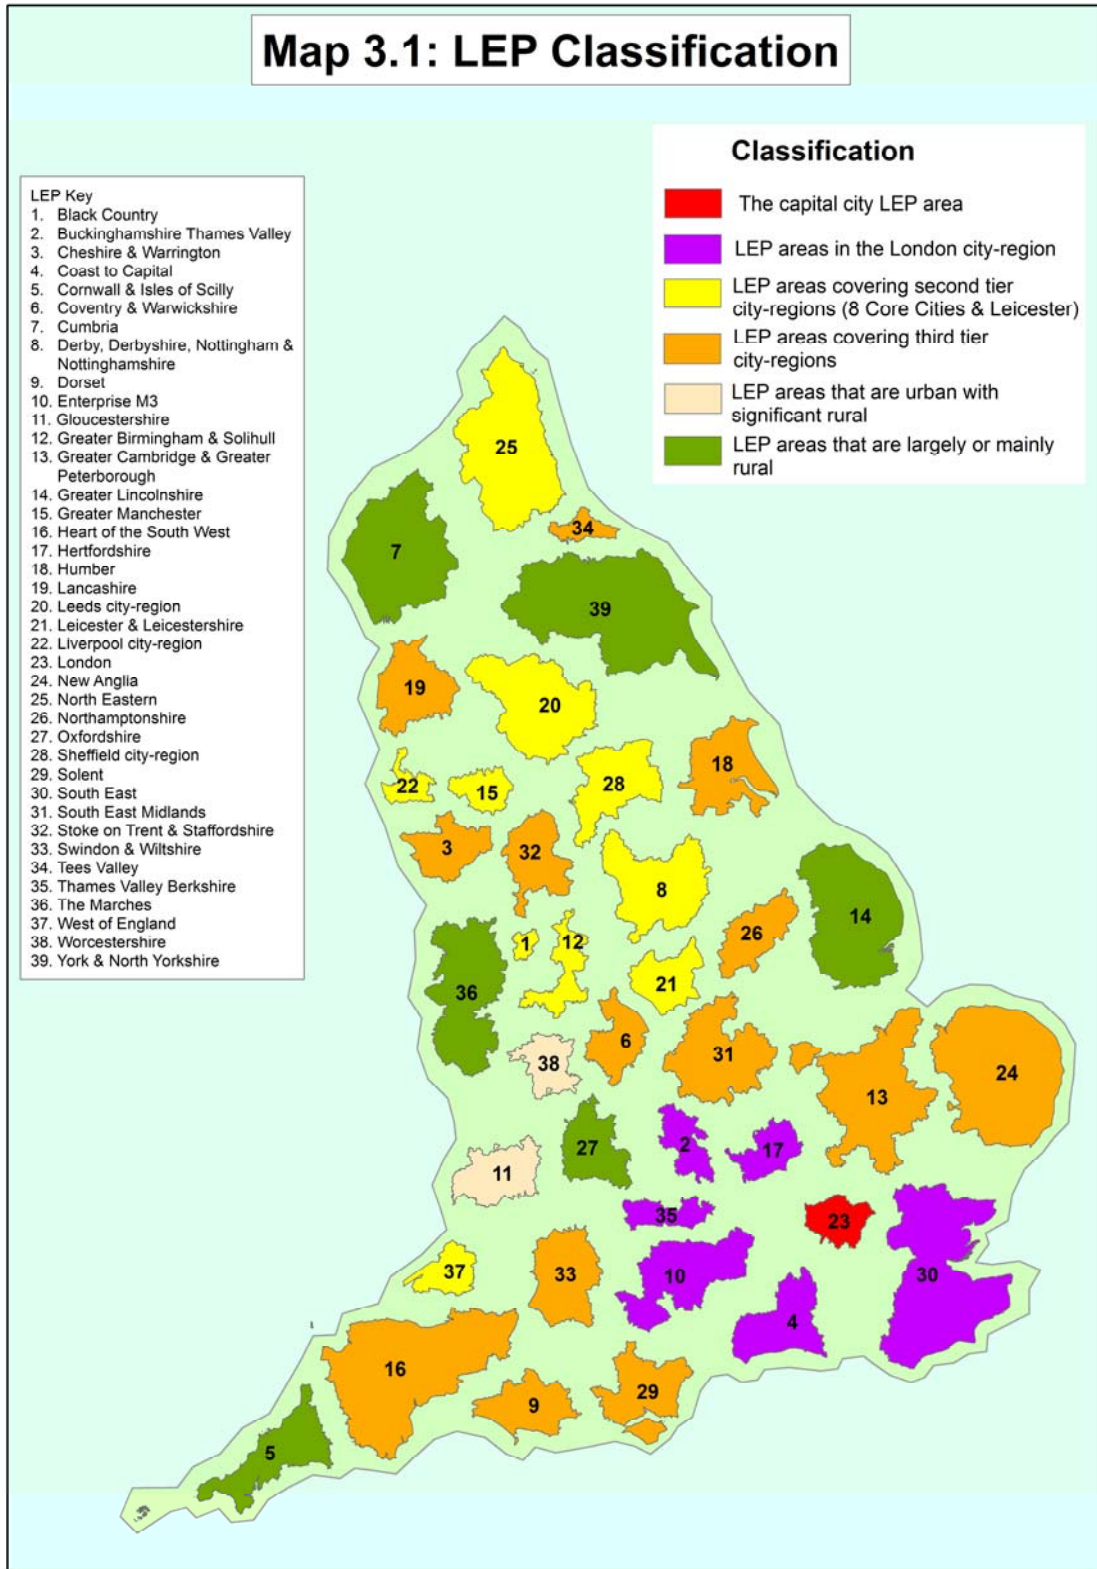 Map 3.1: LEP Classification
Classification
The capital city LEP area
LEP areas in the London city-region
LEP areas covering second tier
city-regions (8 Core Cities & Leicester)
LEP areas covering third tier
city-regions
LEP areas that are urban with
significant rural
LEP areas that are largely or mainly
rural
LEP Key
1. Black Country
2. Buckinghamshire Thames Valley
3. Cheshire & Warrington
4. Coast to Capital
5. Cornwall & Isles of Scilly
6. Coventry & Warwickshire
7. Cumbria
8. Derby, Derbyshire, Nottingham &
Nottinghamshire
9. Dorset
10. Enterprise M3
11. Gloucestershire
12. Greater Birmingham & Solihull
13. Greater Cambridge & Greater
Peterborough
14. Greater Lincolnshire
15. Greater Manchester
16. Heart of the South West
17. Hertfordshire
18. Humber
19. Lancashire
20. Leeds city-region
21. Leicester & Leicestershire
22. Liverpool city-region
23. London
24. New Anglia
25. North Eastern
26. Northamptonshire
27. Oxfordshire
28. Sheffield city-region
29. Solent
30. South East
31. South East Midlands
32. Stoke on Trent & Staffordshire
33. Swindon & Wiltshire
34. Tees Valley
35. Thames Valley Berkshire
36. The Marches
37. West of England
38. Worcestershire
39. York & North Yorkshire
25
34
7
39
19
20
18
22
15
28
3
32
8
14
26
1
12
21
36
6
31
38
13
24
27
2
17
11
35
23
37
33
10
30
4
16
29
9
5